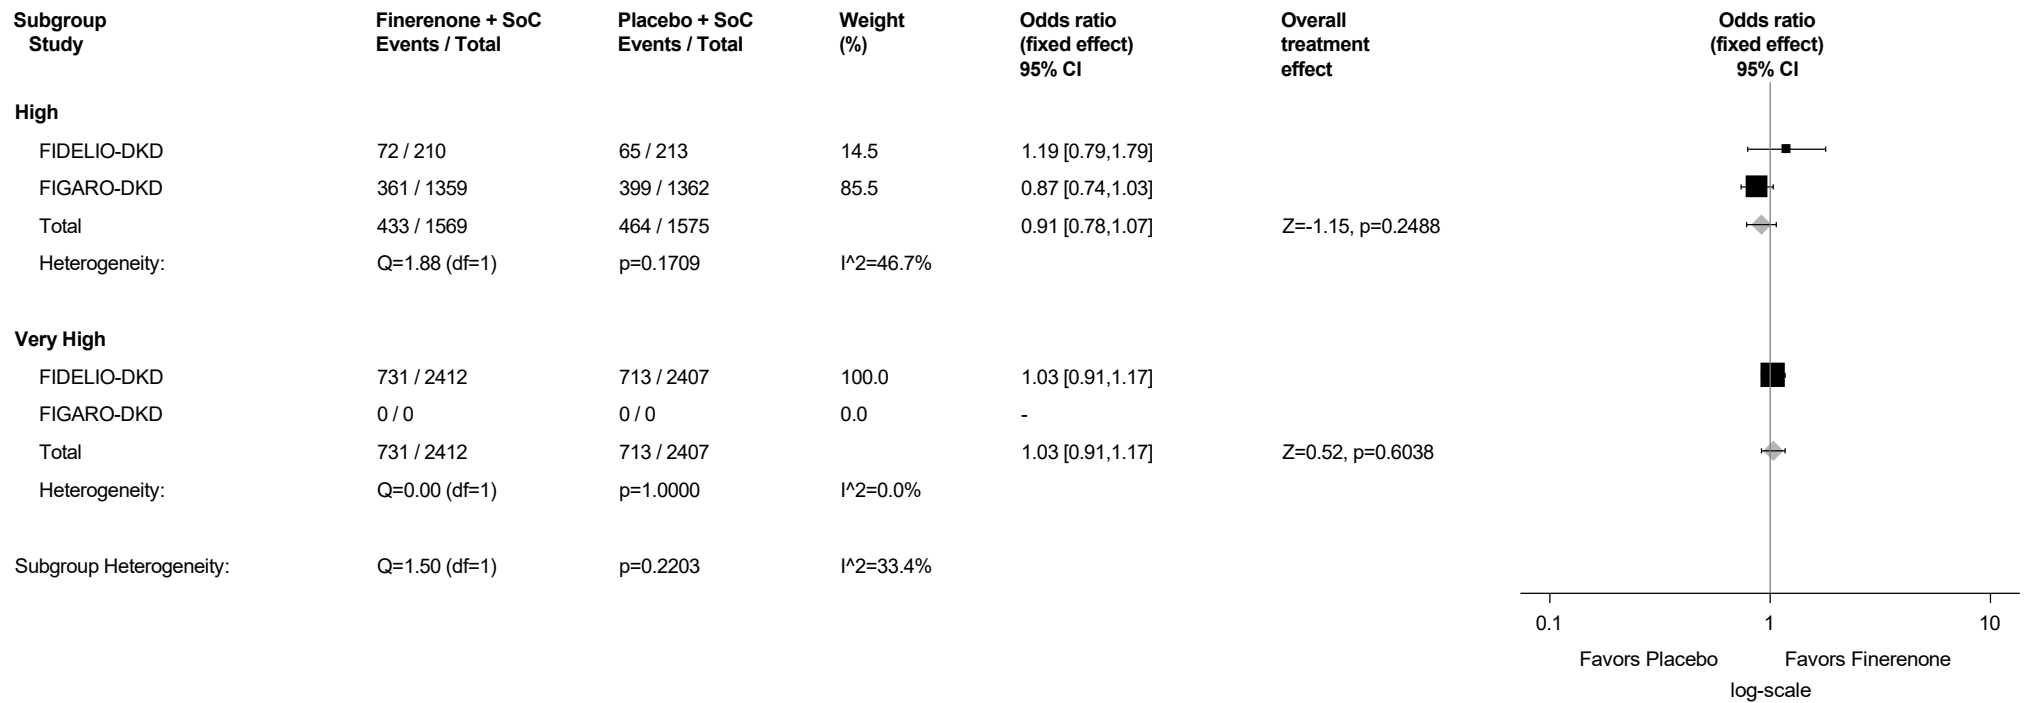 Subgroup Finerenone + SoC Placebo + SoC Weight Odds ratio Overall Odds ratio
Study Events / Total Events / Total (%) (fixed effect) treatment (fixed effect)
95% CI effect 95% CI
High
FIDELIO-DKD 72 / 210 65 / 213 14.5 1.19 [0.79,1.79]
FIGARO-DKD 361 / 1359 399 / 1362 85.5 0.87 [0.74,1.03]
Total 433 / 1569 464 / 1575 0.91 [0.78,1.07] Z=-1.15, p=0.2488
Heterogeneity: Q=1.88 (df=1) p=0.1709 I^2=46.7%
Very High
FIDELIO-DKD 731 / 2412 713 / 2407 100.0 1.03 [0.91,1.17]
FIGARO-DKD 0 / 0 0 / 0 0.0 -
Total 731 / 2412 713 / 2407 1.03 [0.91,1.17] Z=0.52, p=0.6038
Heterogeneity: Q=0.00 (df=1) p=1.0000 I^2=0.0%
Subgroup Heterogeneity: Q=1.50 (df=1) p=0.2203 I^2=33.4%
0.1 1 10
Favors Placebo Favors Finerenone
log-scale